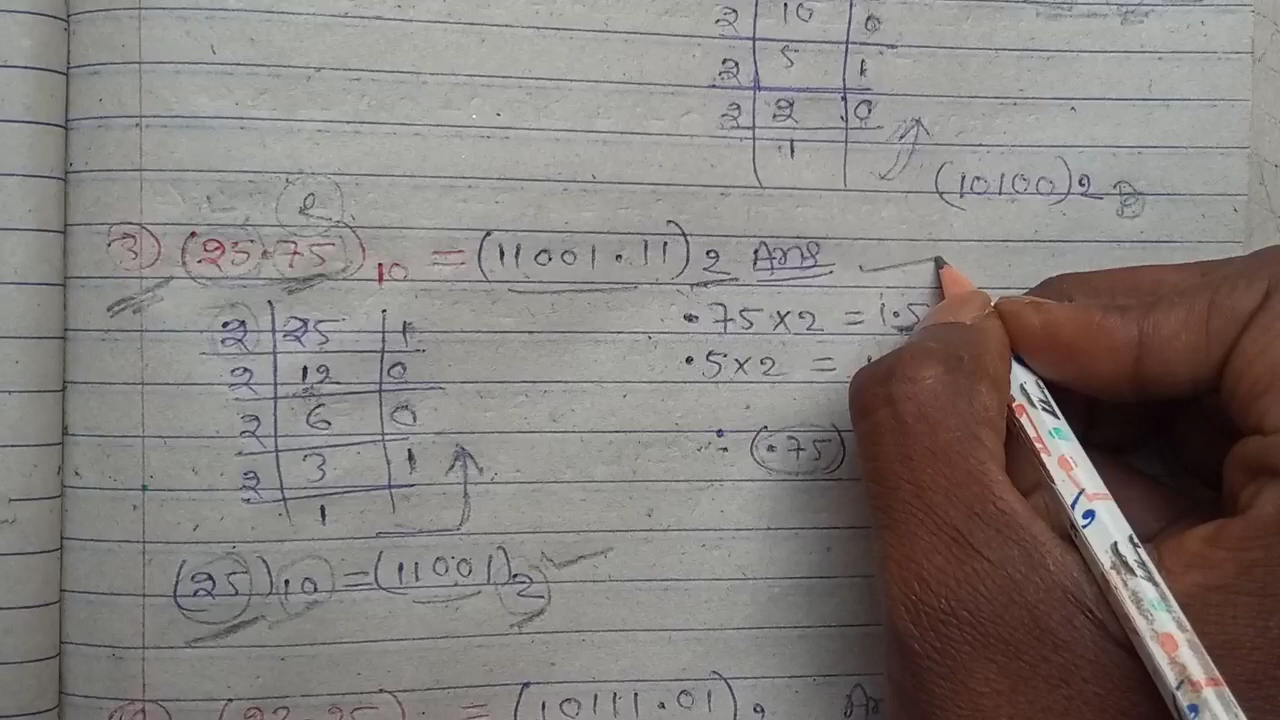 2 | 10 | 0
2 | 5 | 1
2 | 2 | 0
1
(10100)2
2
3) (25.75)10 = (11001.11)2 Ans
2 | 25 | 1
.75×2 = 1.5
2 | 12 | 0
.5×2 =
2 | 6 | 0
∴ (.75)
2 | 3 | 1
1
(25)10 = (11001)2
= (10111.01)2